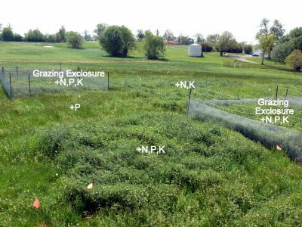 Grazing Exclosure
+N,P,K
+N,K
Grazing
Exclosure
+N,P,K
+P
+N,P,K